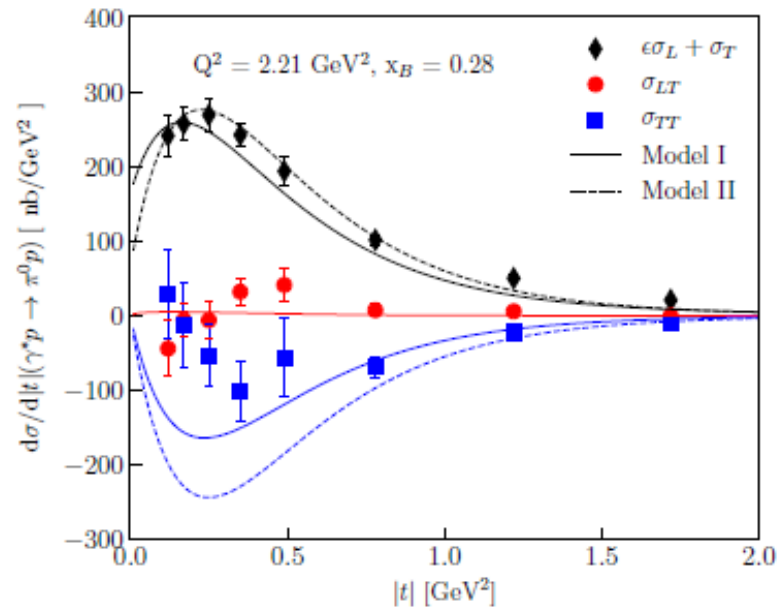 400
300
200
100
0
−100
−200
−300
0.0
0.5
1.0
1.5
2.0
|t| [GeV²]
dσ/d|t|(γ*p → π⁰p) [ nb/GeV² ]
Q² = 2.21 GeV², x_B = 0.28
ϵσ_L + σ_T
σ_LT
σ_TT
Model I
Model II